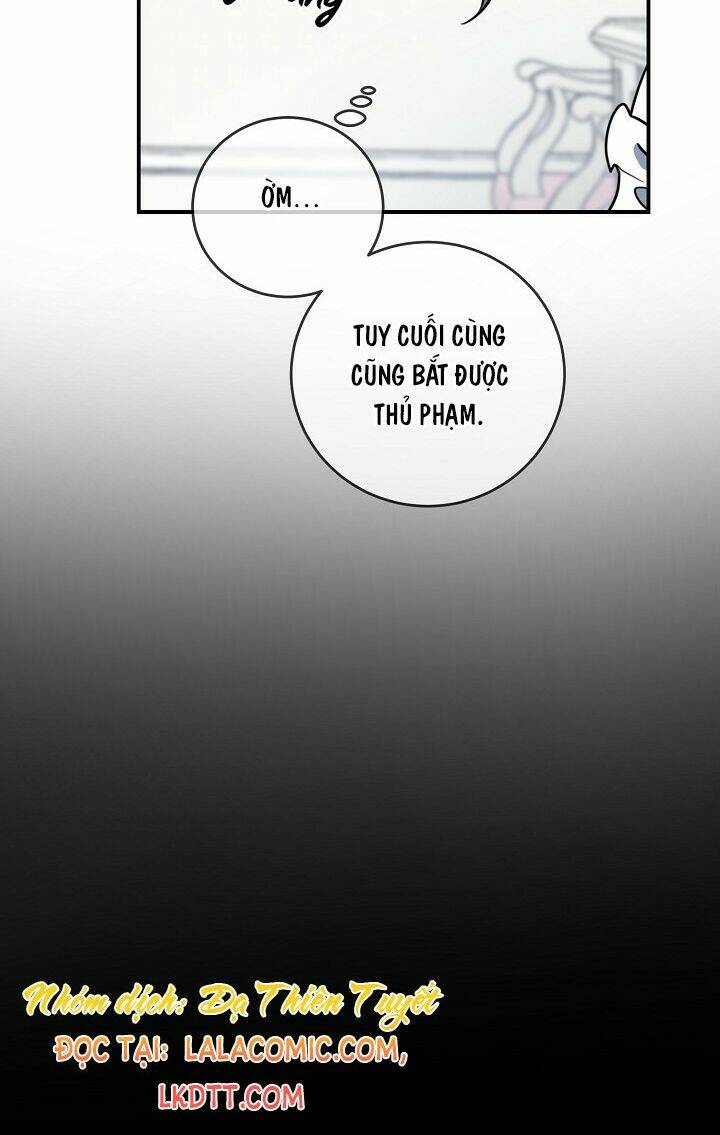 ỜM...
TUY CUỐI CÙNG
CŨNG BẮT ĐƯỢC
THỦ PHẠM.
Nhóm dịch: Dạ Thiên Tuyết
ĐỌC TẠI: LALACOMIC.COM,
LKDTT.COM